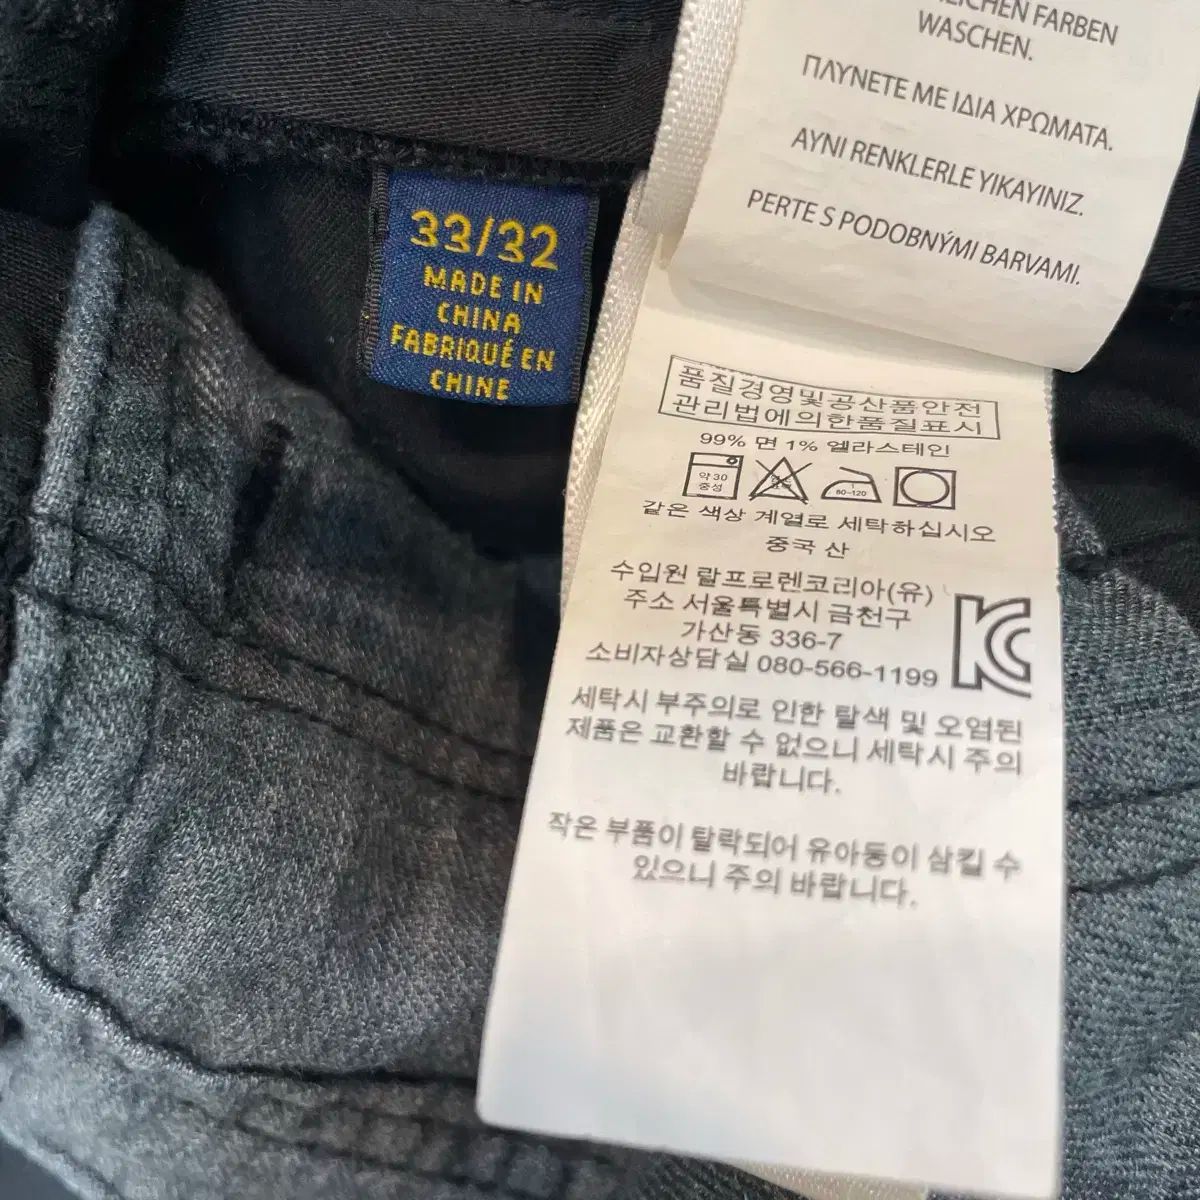 FARBEN
WASCHEN.
ΠΛΥΝΕΤΕ ΜΕ ΙΔΙΑ ΧΡΩΜΑΤΑ.
AYNI RENKLERLE YIKAYINIZ.
PERTE S PODOBNÝMI BARVAMI.
33/32
MADE IN
CHINA
FABRIQUÉ EN
CHINE
품질경영및공산품안전
관리법에의한품질표시
99% 면 1% 엘라스테인
약 30
중성
80-120
같은 색상 계열로 세탁하십시오
중국 산
수입원 랄프로렌코리아(유)
주소 서울특별시 금천구
가산동 336-7
소비자상담실 080-566-1199
세탁시 부주의로 인한 탈색 및 오염된
제품은 교환할 수 없으니 세탁시 주의
바랍니다.
작은 부품이 탈락되어 유아동이 삼킬 수
있으니 주의 바랍니다.